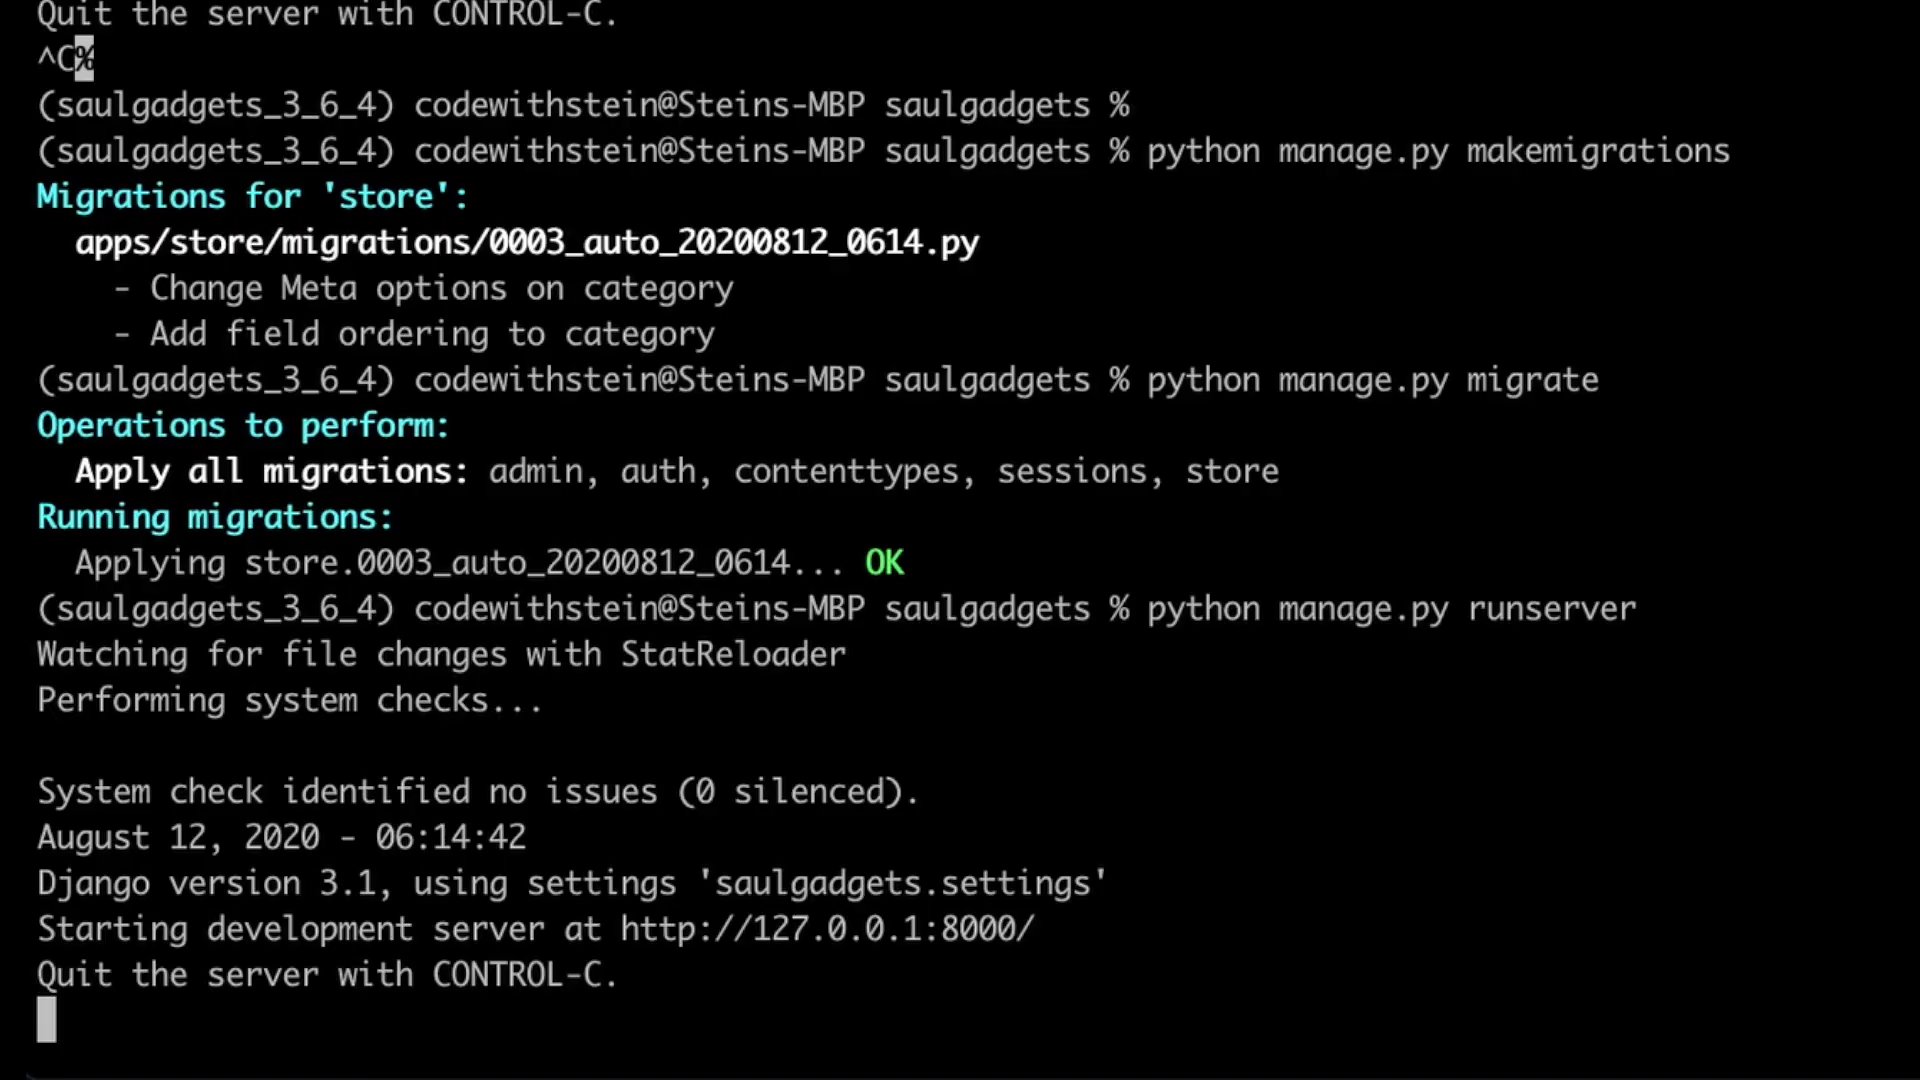 Quit the server with CONTROL-C.
^C%
(saulgadgets_3_6_4) codewithstein@Steins-MBP saulgadgets %
(saulgadgets_3_6_4) codewithstein@Steins-MBP saulgadgets % python manage.py makemigrations
Migrations for 'store':
  apps/store/migrations/0003_auto_20200812_0614.py
    - Change Meta options on category
    - Add field ordering to category
(saulgadgets_3_6_4) codewithstein@Steins-MBP saulgadgets % python manage.py migrate
Operations to perform:
  Apply all migrations: admin, auth, contenttypes, sessions, store
Running migrations:
  Applying store.0003_auto_20200812_0614... OK
(saulgadgets_3_6_4) codewithstein@Steins-MBP saulgadgets % python manage.py runserver
Watching for file changes with StatReloader
Performing system checks...

System check identified no issues (0 silenced).
August 12, 2020 - 06:14:42
Django version 3.1, using settings 'saulgadgets.settings'
Starting development server at http://127.0.0.1:8000/
Quit the server with CONTROL-C.